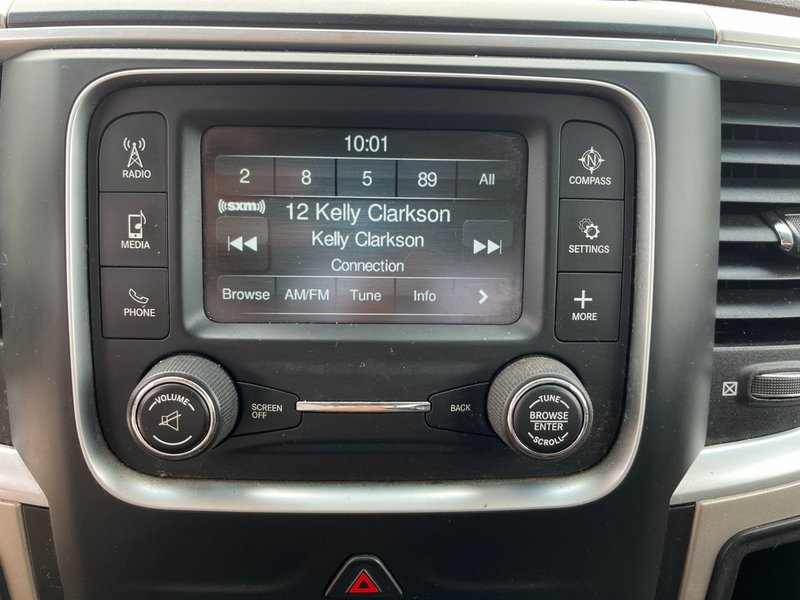 10:01
2 8 5 89 All
((sxm))
12 Kelly Clarkson
Kelly Clarkson
Connection
Browse AM/FM Tune Info >
RADIO
MEDIA
PHONE
COMPASS
SETTINGS
+
MORE
VOLUME
SCREEN
OFF
BACK
TUNE
BROWSE
ENTER
SCROLL